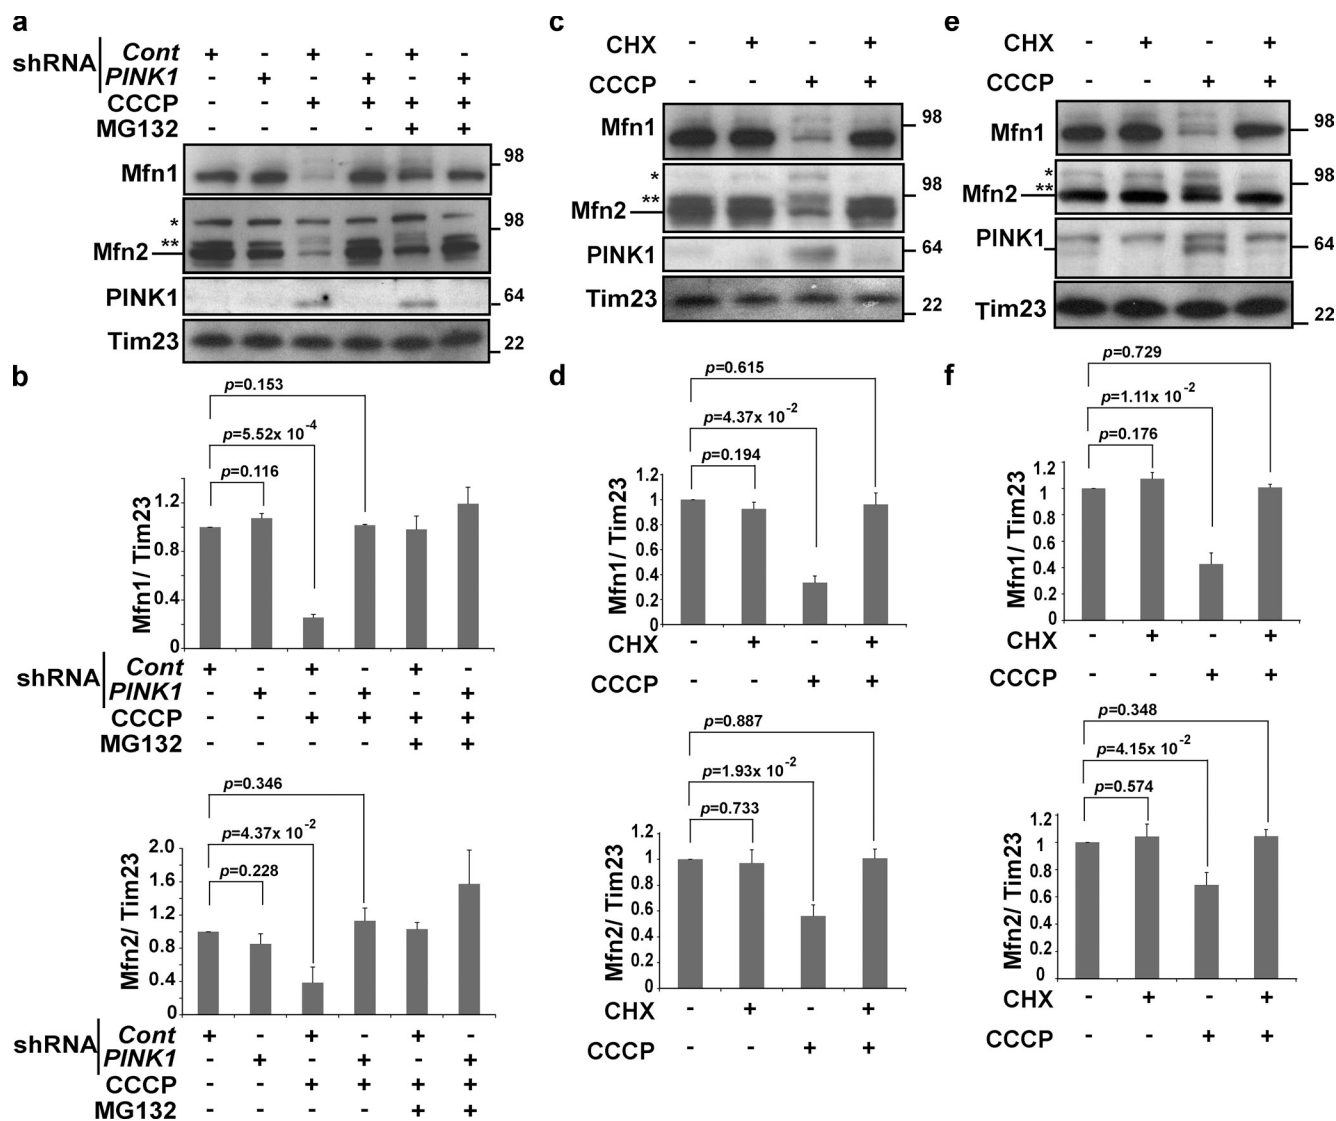 a
shRNA Cont + - + - + -
PINK1 - + - + - +
CCCP - - + + + +
MG132 - - - - + +
Mfn1 98
* 98
**
Mfn2
PINK1 64
Tim23 22
c
CHX - + - +
CCCP - - + +
Mfn1 98
*
** 98
Mfn2
PINK1 64
Tim23 22
e
CHX - + - +
CCCP - - + +
Mfn1 98
* 98
**
Mfn2
PINK1 64
Tim23 22
b
p=0.153
p=5.52x 10-4
p=0.116
Mfn1/ Tim23
1.2
0.8
0.4
0
shRNA Cont + - + - + -
PINK1 - + - + - +
CCCP - - + + + +
MG132 - - - - + +
p=0.346
p=4.37x 10-2
p=0.228
Mfn2/ Tim23
2.0
1.6
1.2
0.8
0.4
0
shRNA Cont + - + - + -
PINK1 - + - + - +
CCCP - - + + + +
MG132 - - - - + +
d
p=0.615
p=4.37x 10-2
p=0.194
Mfn1/ Tim23
1.2
1
0.8
0.6
0.4
0.2
0
CHX - + - +
CCCP - - + +
p=0.887
p=1.93x 10-2
p=0.733
Mfn2/ Tim23
1.2
1
0.8
0.6
0.4
0.2
0
CHX - + - +
CCCP - - + +
f
p=0.729
p=1.11x 10-2
p=0.176
Mfn1/ Tim23
1.2
1
0.8
0.6
0.4
0.2
0
CHX - + - +
CCCP - - + +
p=0.348
p=4.15x 10-2
p=0.574
Mfn2/ Tim23
1.2
1
0.8
0.6
0.4
0.2
0
CHX - + - +
CCCP - - + +